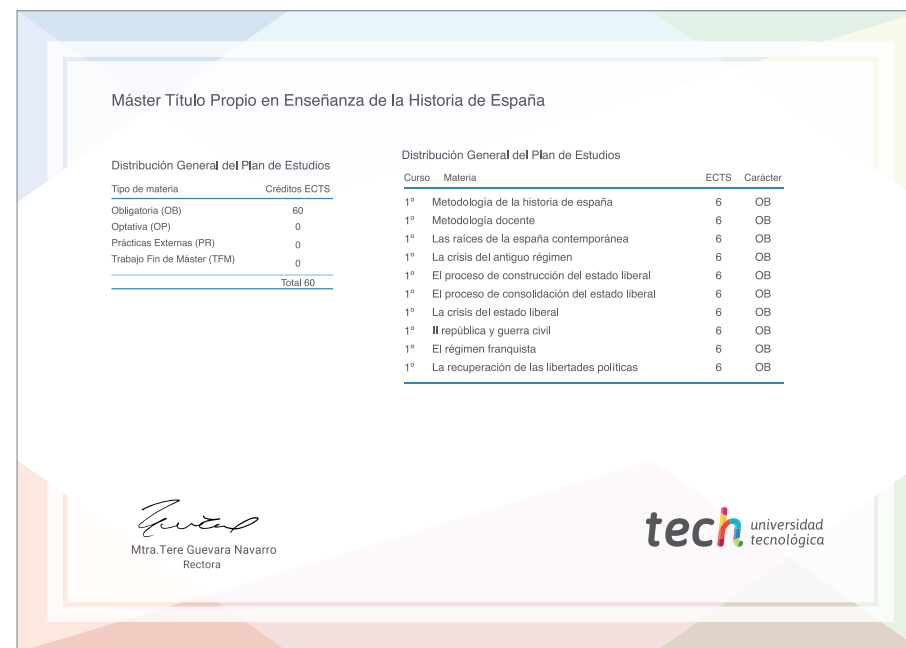 Máster Título Propio en Enseñanza de la Historia de España
Distribución General del Plan de Estudios
Tipo de materia Créditos ECTS
Obligatoria (OB) 60
Optativa (OP) 0
Prácticas Externas (PR) 0
Trabajo Fin de Máster (TFM) 0
Total 60
Distribución General del Plan de Estudios
Curso Materia ECTS Carácter
1º Metodología de la historia de españa 6 OB
1º Metodología docente 6 OB
1º Las raíces de la españa contemporánea 6 OB
1º La crisis del antiguo régimen 6 OB
1º El proceso de construcción del estado liberal 6 OB
1º El proceso de consolidación del estado liberal 6 OB
1º La crisis del estado liberal 6 OB
1º II república y guerra civil 6 OB
1º El régimen franquista 6 OB
1º La recuperación de las libertades políticas 6 OB
Mtra.Tere Guevara Navarro
Rectora
tech universidad
tecnológica